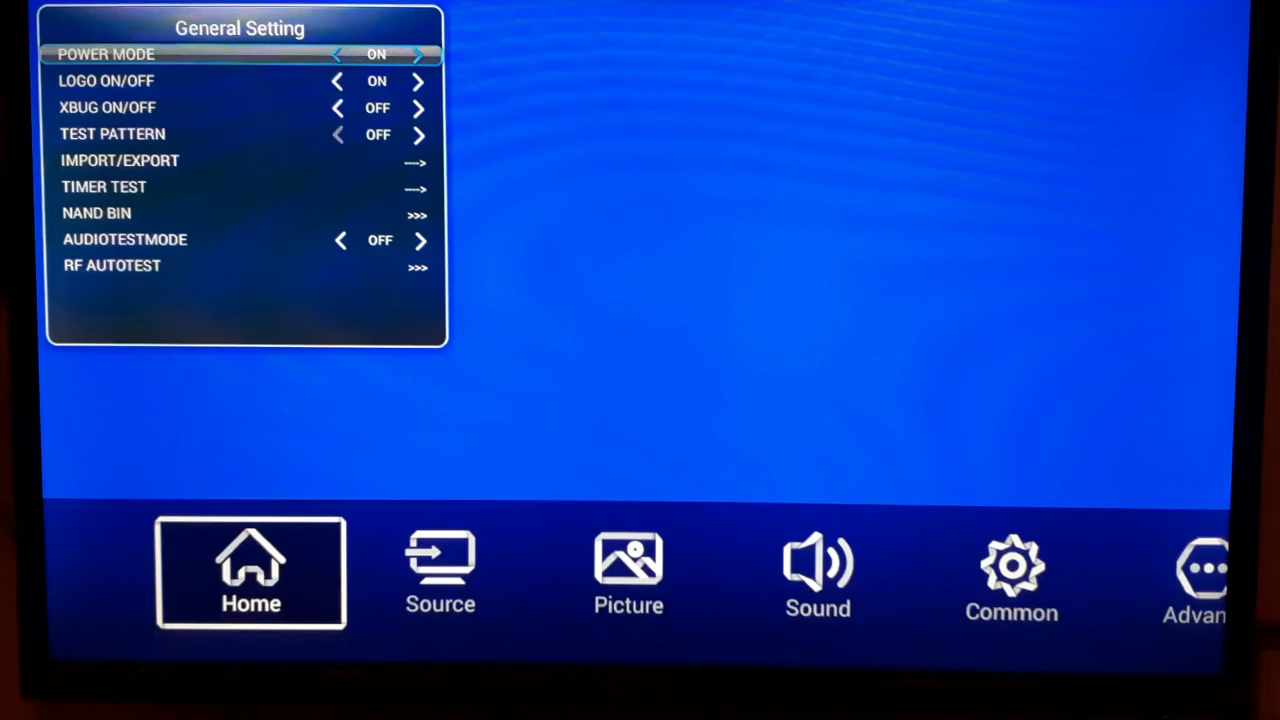 General Setting
POWER MODE ON
LOGO ON/OFF ON
XBUG ON/OFF OFF
TEST PATTERN OFF
IMPORT/EXPORT --->
TIMER TEST --->
NAND BIN >>>
AUDIOTESTMODE OFF
RF AUTOTEST >>>
Home Source Picture Sound Common Advan